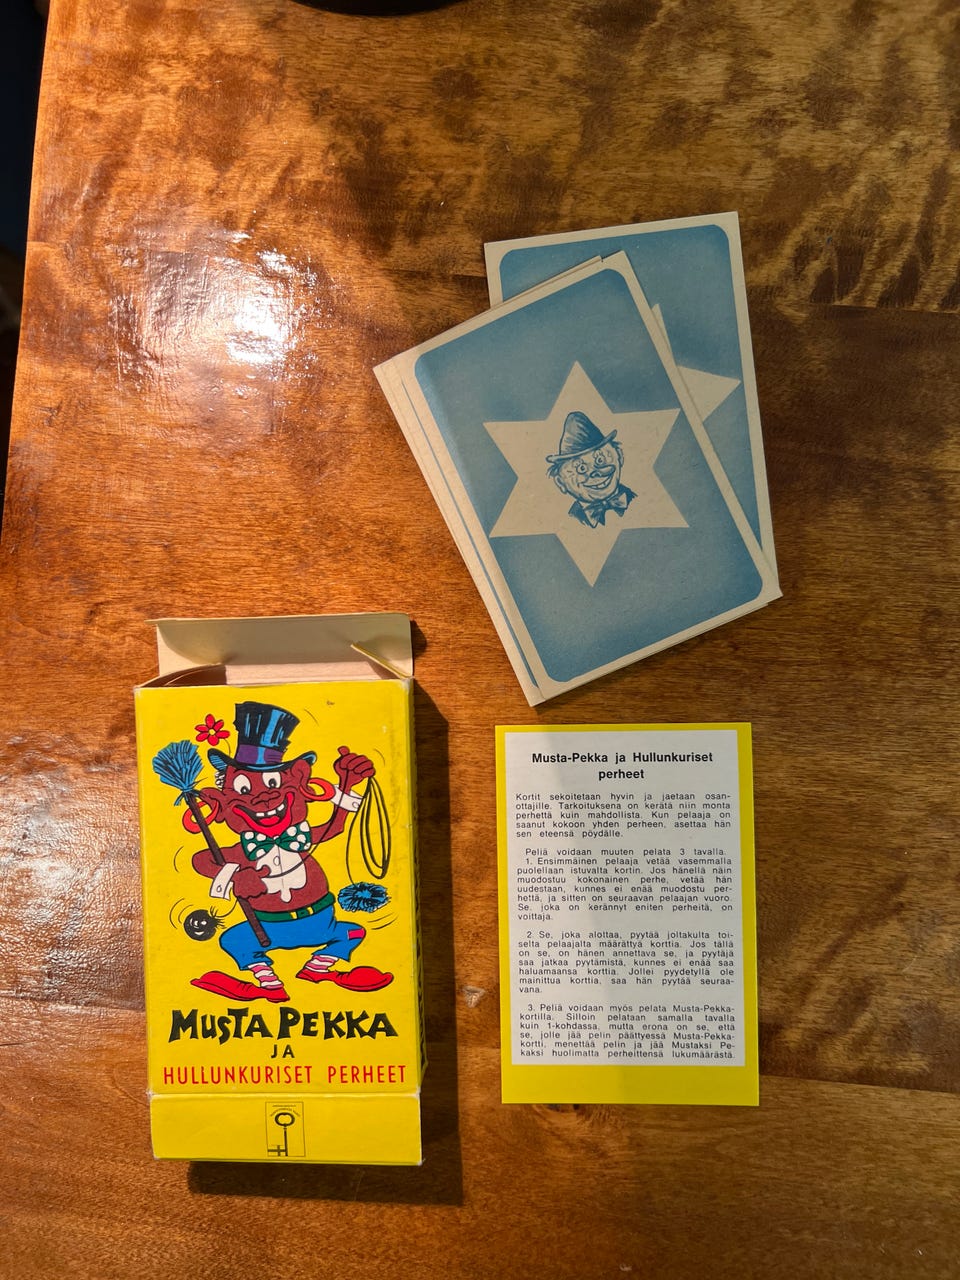 MUSTA PEKKA
JA
HULLUNKURISET PERHEET
Musta-Pekka ja Hullunkuriset
perheet
Kortit sekoitetaan hyvin ja jaetaan osan-
ottajille. Tarkoituksena on kerätä niin monta
perhettä kuin mahdollista. Kun pelaaja on
saanut kokoon yhden perheen, asettaa hän
sen eteensä pöydälle.
Peliä voidaan muuten pelata 3 tavalla.
1. Ensimmäinen pelaaja vetää vasemmalla
puolellaan istuvalta kortin. Jos hänellä näin
muodostuu kokonainen perhe, vetää hän
uudestaan, kunnes ei enää muodostu per-
hettä, ja sitten on seuraavan pelaajan vuoro.
Se, joka on kerännyt eniten perheitä, on
voittaja.
2. Se, joka alottaa, pyytää joltakulta toi-
selta pelaajalta määrättyä korttia. Jos tällä
on se, on hänen annettava se, ja pyytäjä
saa jatkaa pyytämistä, kunnes ei enää saa
haluamaansa korttia. Jollei pyydetyllä ole
mainittua korttia, saa hän pyytää seuraa-
vana.
3. Peliä voidaan myös pelata Musta-Pekka-
kortilla. Silloin pelataan samalla tavalla
kuin 1-kohdassa, mutta erona on se, että
se, jolle jää pelin päättyessä Musta-Pekka-
kortti, menettää pelin ja jää Mustaksi Pe-
kaksi huolimatta perheittensä lukumäärästä.